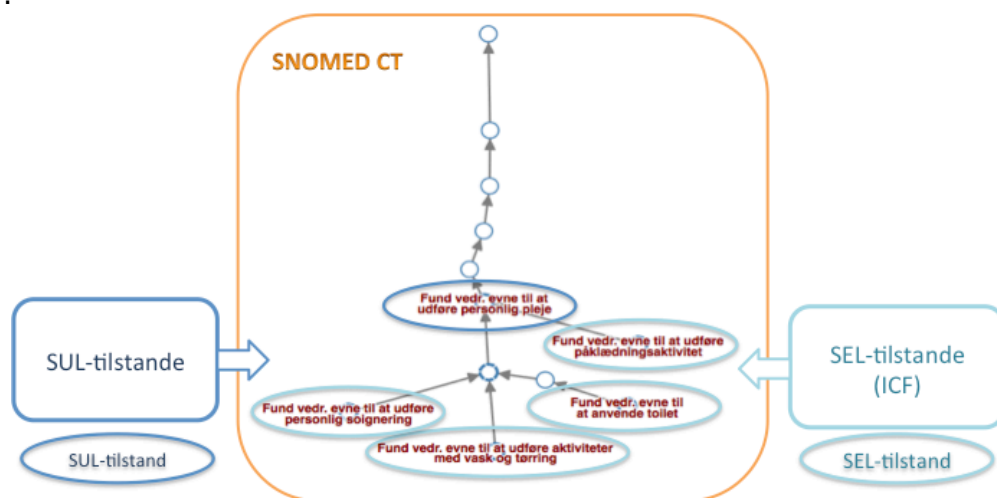 .
SNOMED CT
Fund vedr. evne til at
udføre personlig pleje
SUL-tilstande
Fund vedr. evne til at udføre
påklædningsaktivitet
SEL-tilstande
(ICF)
Fund vedr. evne til at udføre
personlig soignering
Fund vedr. evne til
at anvende toilet
Fund vedr. evne til at udføre aktiviteter
med vask og tørring
SUL-tilstand
SEL-tilstand